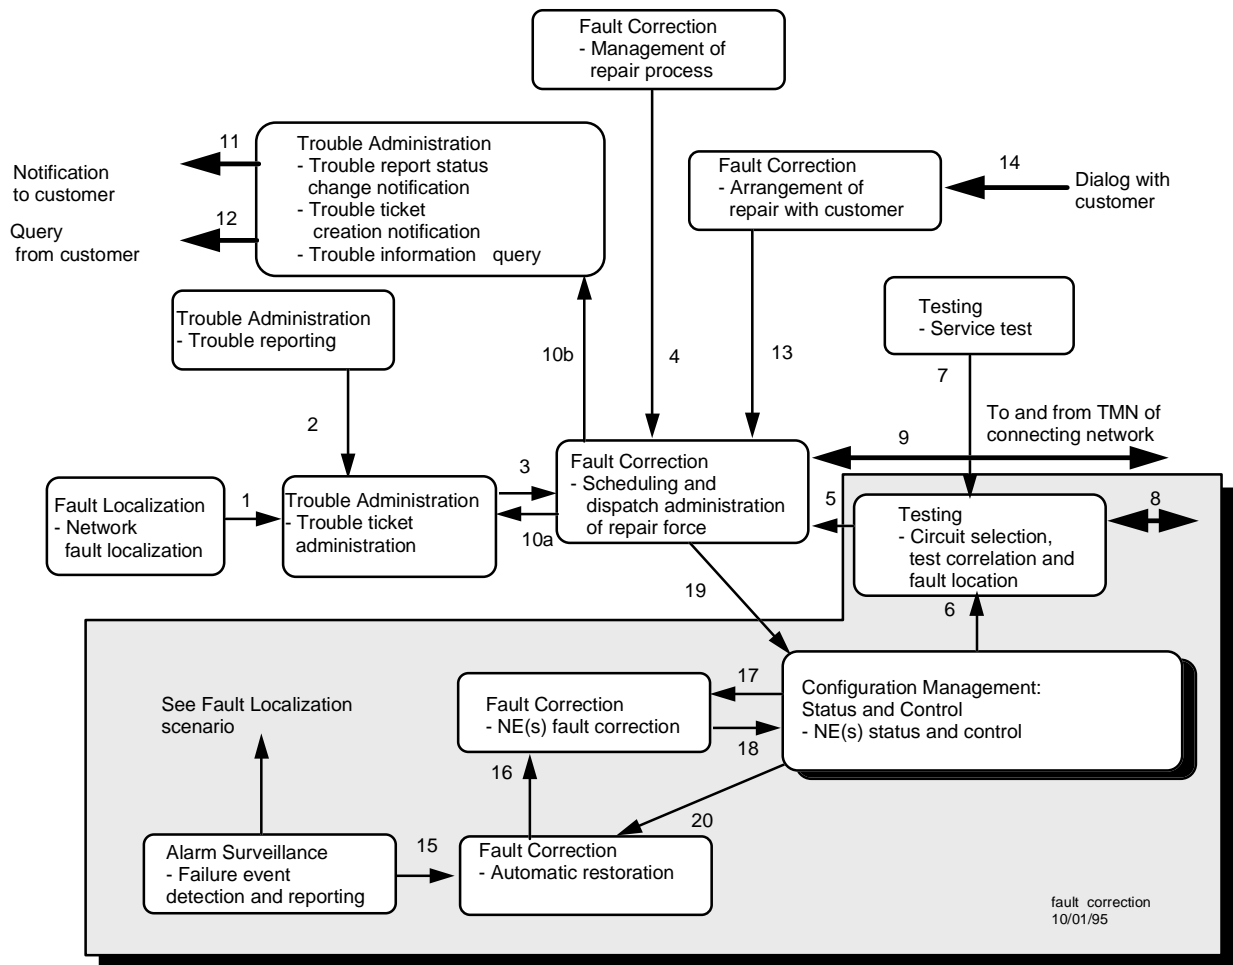 Fault Correction
- Management of
repair process
11
Trouble Administration
- Trouble report status
change notification
- Trouble ticket
creation notification
- Trouble information query
Notification
to customer
12
Query
from customer
Fault Correction
- Arrangement of
repair with customer
14
Dialog with
customer
Trouble Administration
- Trouble reporting
Testing
- Service test
10b
4
13
7
2
To and from TMN of
connecting network
9
3
Fault Correction
- Scheduling and
dispatch administration
of repair force
Fault Localization
- Network
fault localization
1
Trouble Administration
- Trouble ticket
administration
10a
5
Testing
- Circuit selection,
test correlation and
fault location
8
19
6
See Fault Localization
scenario
Fault Correction
- NE(s) fault correction
17
18
Configuration Management:
Status and Control
- NE(s) status and control
16
20
Alarm Surveillance
- Failure event
detection and reporting
15
Fault Correction
- Automatic restoration
fault correction
10/01/95